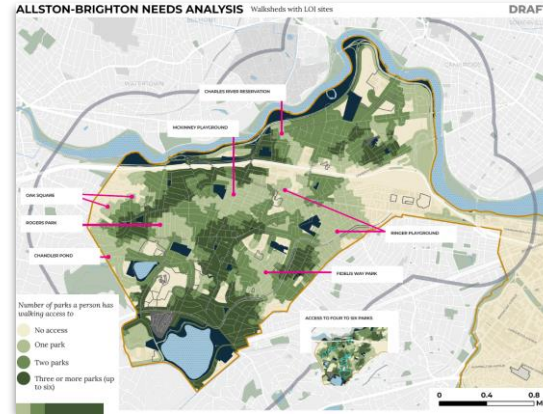 ALLSTON-BRIGHTON NEEDS ANALYSIS Walksheds with LOI sites
DRAF
WATERTOWN
CHARLES RIVER RESERVATION
MCKINNEY PLAYGROUND
OAK SQUARE
ROGERS PARK
RINGER PLAYGROUND
CHANDLER POND
FIDELIS WAY PARK
Number of parks a person has
walking access to
No access
One park
Two parks
Three or more parks (up
to six)
ACCESS TO FOUR TO SIX PARKS
0 0.4 0.8
M